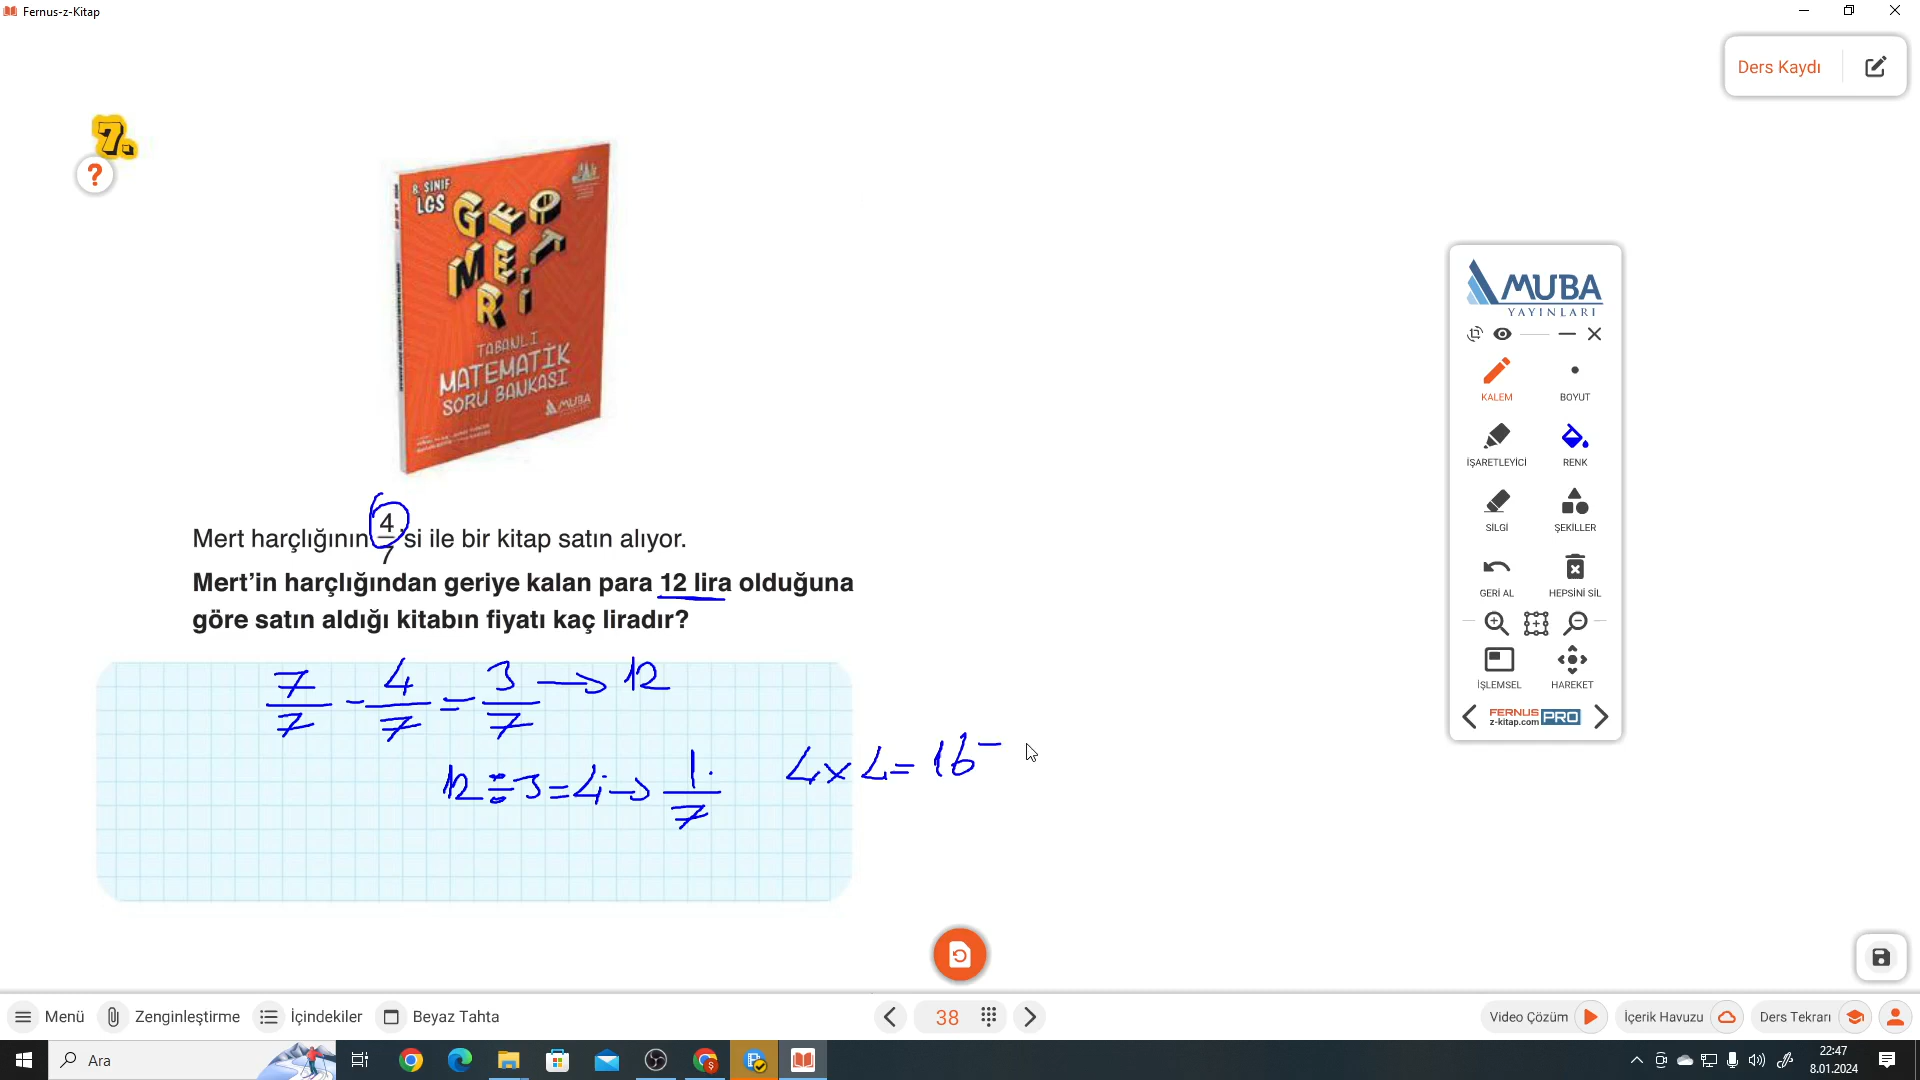 Fernus-z-Kitap
Ders Kaydı
7.
?
8. SINIF
LGS
GEO
MET
Rİ
TABANLI
MATEMATİK
SORU BANKASI
MUBA
MUBA
YAYINLARI
KALEM
BOYUT
İŞARETLEYİCİ
RENK
SİLGİ
ŞEKİLLER
GERİ AL
HEPSİNİ SİL
İŞLEMSEL
HAREKET
FERNUS
z-kitap.com PRO
Mert harçlığının 4/7 'si ile bir kitap satın alıyor.
Mert'in harçlığından geriye kalan para 12 lira olduğuna
göre satın aldığı kitabın fiyatı kaç liradır?
7/7 - 4/7 = 3/7 → 12
12 ÷ 3 = 4 → 1/7
4 x 4 = 16
Menü
Zenginleştirme
İçindekiler
Beyaz Tahta
38
Video Çözüm
İçerik Havuzu
Ders Tekrarı
Ara
22:47
8.01.2024